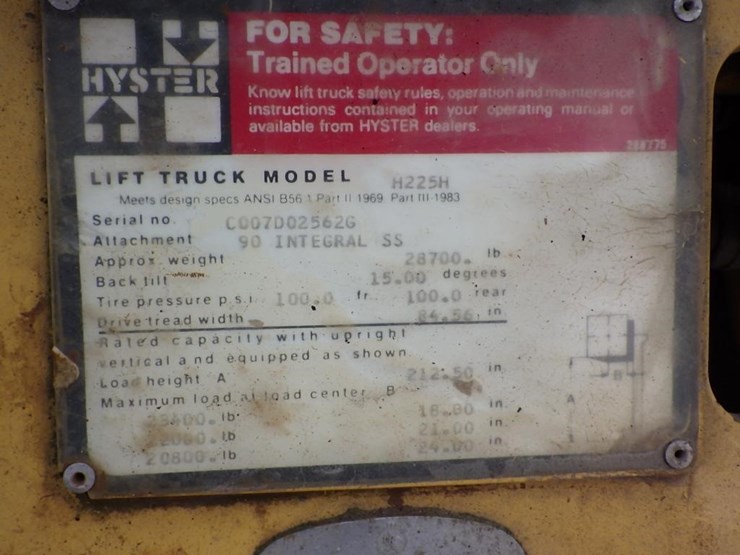 HYSTER
FOR SAFETY:
Trained Operator Only
Know lift truck safety rules, operation and maintenance
instructions contained in your operating manual or
available from HYSTER dealers.
LIFT TRUCK MODEL H225H
Meets design specs ANSI B56.1 Part II 1969 Part III-1983
Serial no. C007D02562G
Attachment 90 INTEGRAL SS
Approx. weight 28700. lb
Back tilt 15.00 degrees
Tire pressure p.s.i. 100.0 fr. 100.0 rear
Drive tread width 84.56 in
Rated capacity with upright
vertical and equipped as shown
Load height A 212.50 in
Maximum load at load center B
lb 18.00 in
lb 21.00 in
20800. lb 24.00 in
A
B